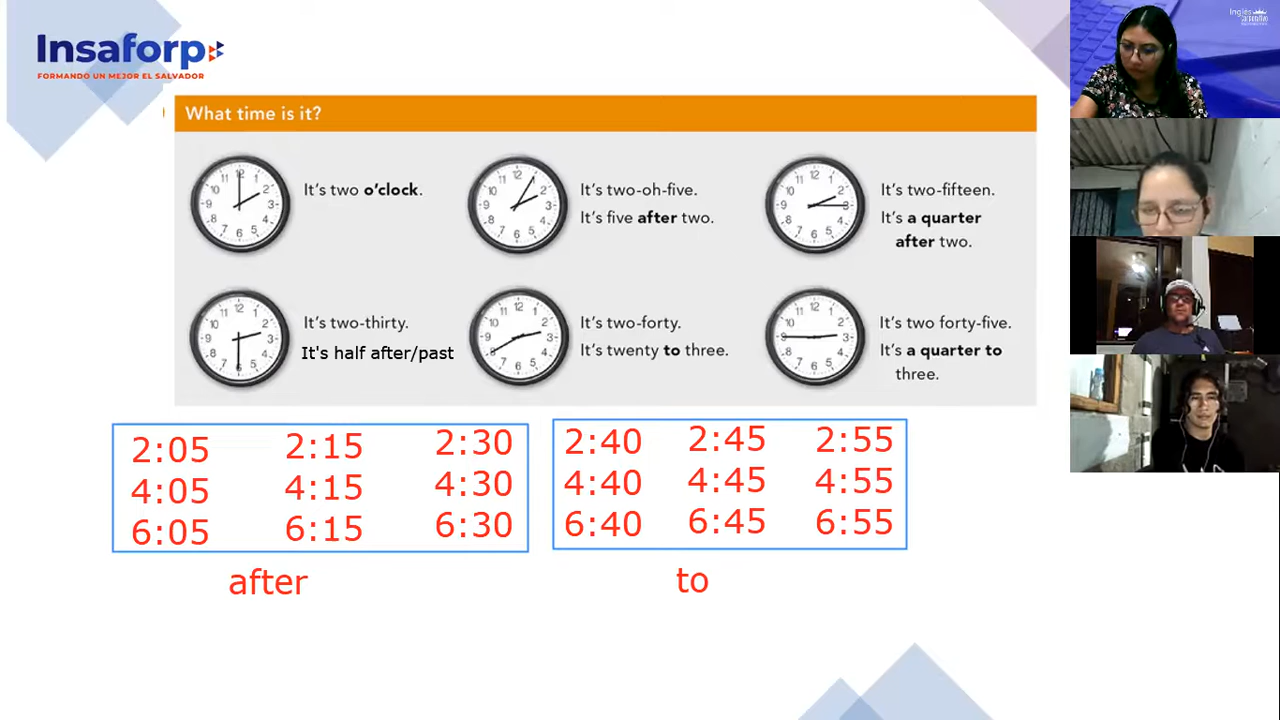 Insaforp
FORMANDO UN MEJOR EL SALVADOR
What time is it?
It's two o'clock.
It's two-oh-five.
It's five after two.
It's two-fifteen.
It's a quarter
after two.
It's two-thirty.
It's half after/past
It's two-forty.
It's twenty to three.
It's two forty-five.
It's a quarter to
three.
2:05 2:15 2:30
4:05 4:15 4:30
6:05 6:15 6:30
after
2:40 2:45 2:55
4:40 4:45 4:55
6:40 6:45 6:55
to
Inglés